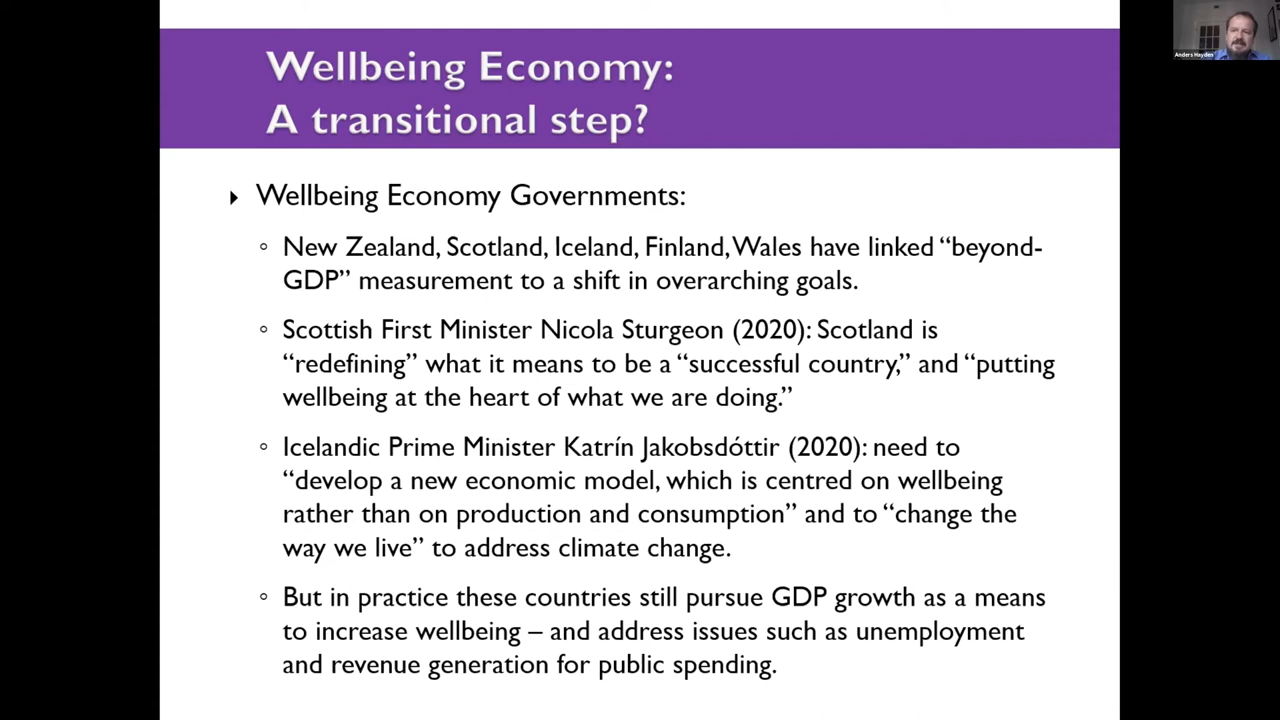 Wellbeing Economy:
A transitional step?
Wellbeing Economy Governments:
New Zealand, Scotland, Iceland, Finland, Wales have linked “beyond-
GDP” measurement to a shift in overarching goals.
Scottish First Minister Nicola Sturgeon (2020): Scotland is
“redefining” what it means to be a “successful country,” and “putting
wellbeing at the heart of what we are doing.”
Icelandic Prime Minister Katrín Jakobsdóttir (2020): need to
“develop a new economic model, which is centred on wellbeing
rather than on production and consumption” and to “change the
way we live” to address climate change.
But in practice these countries still pursue GDP growth as a means
to increase wellbeing – and address issues such as unemployment
and revenue generation for public spending.
Anders Hayden